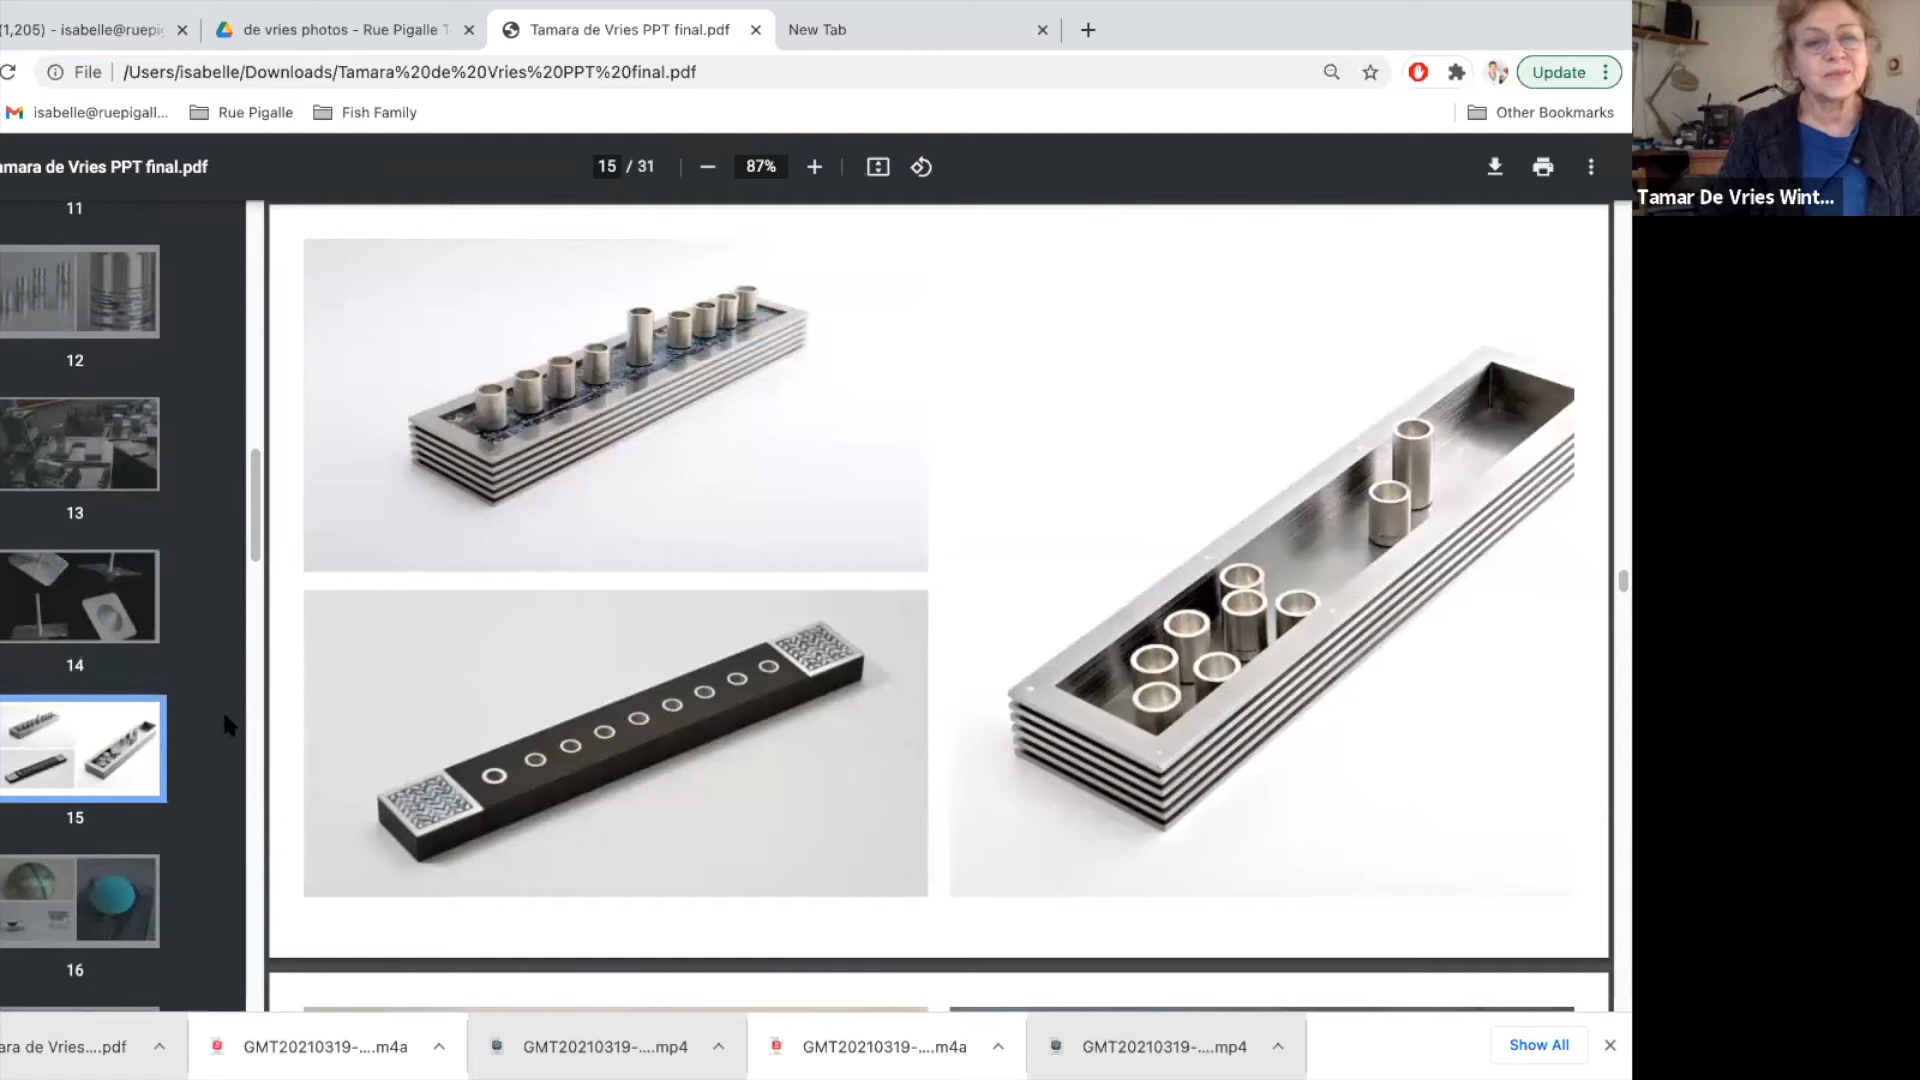 (1,205) - isabelle@ruepi
de vries photos - Rue Pigalle T
Tamara de Vries PPT final.pdf
New Tab
File
/Users/isabelle/Downloads/Tamara%20de%20Vries%20PPT%20final.pdf
Update
isabelle@ruepigall...
Rue Pigalle
Fish Family
Other Bookmarks
amara de Vries PPT final.pdf
15 / 31
87%
Tamar De Vries Wint...
11
12
13
14
15
16
ara de Vries....pdf
GMT20210319-....m4a
GMT20210319-....mp4
GMT20210319-....m4a
GMT20210319-....mp4
Show All